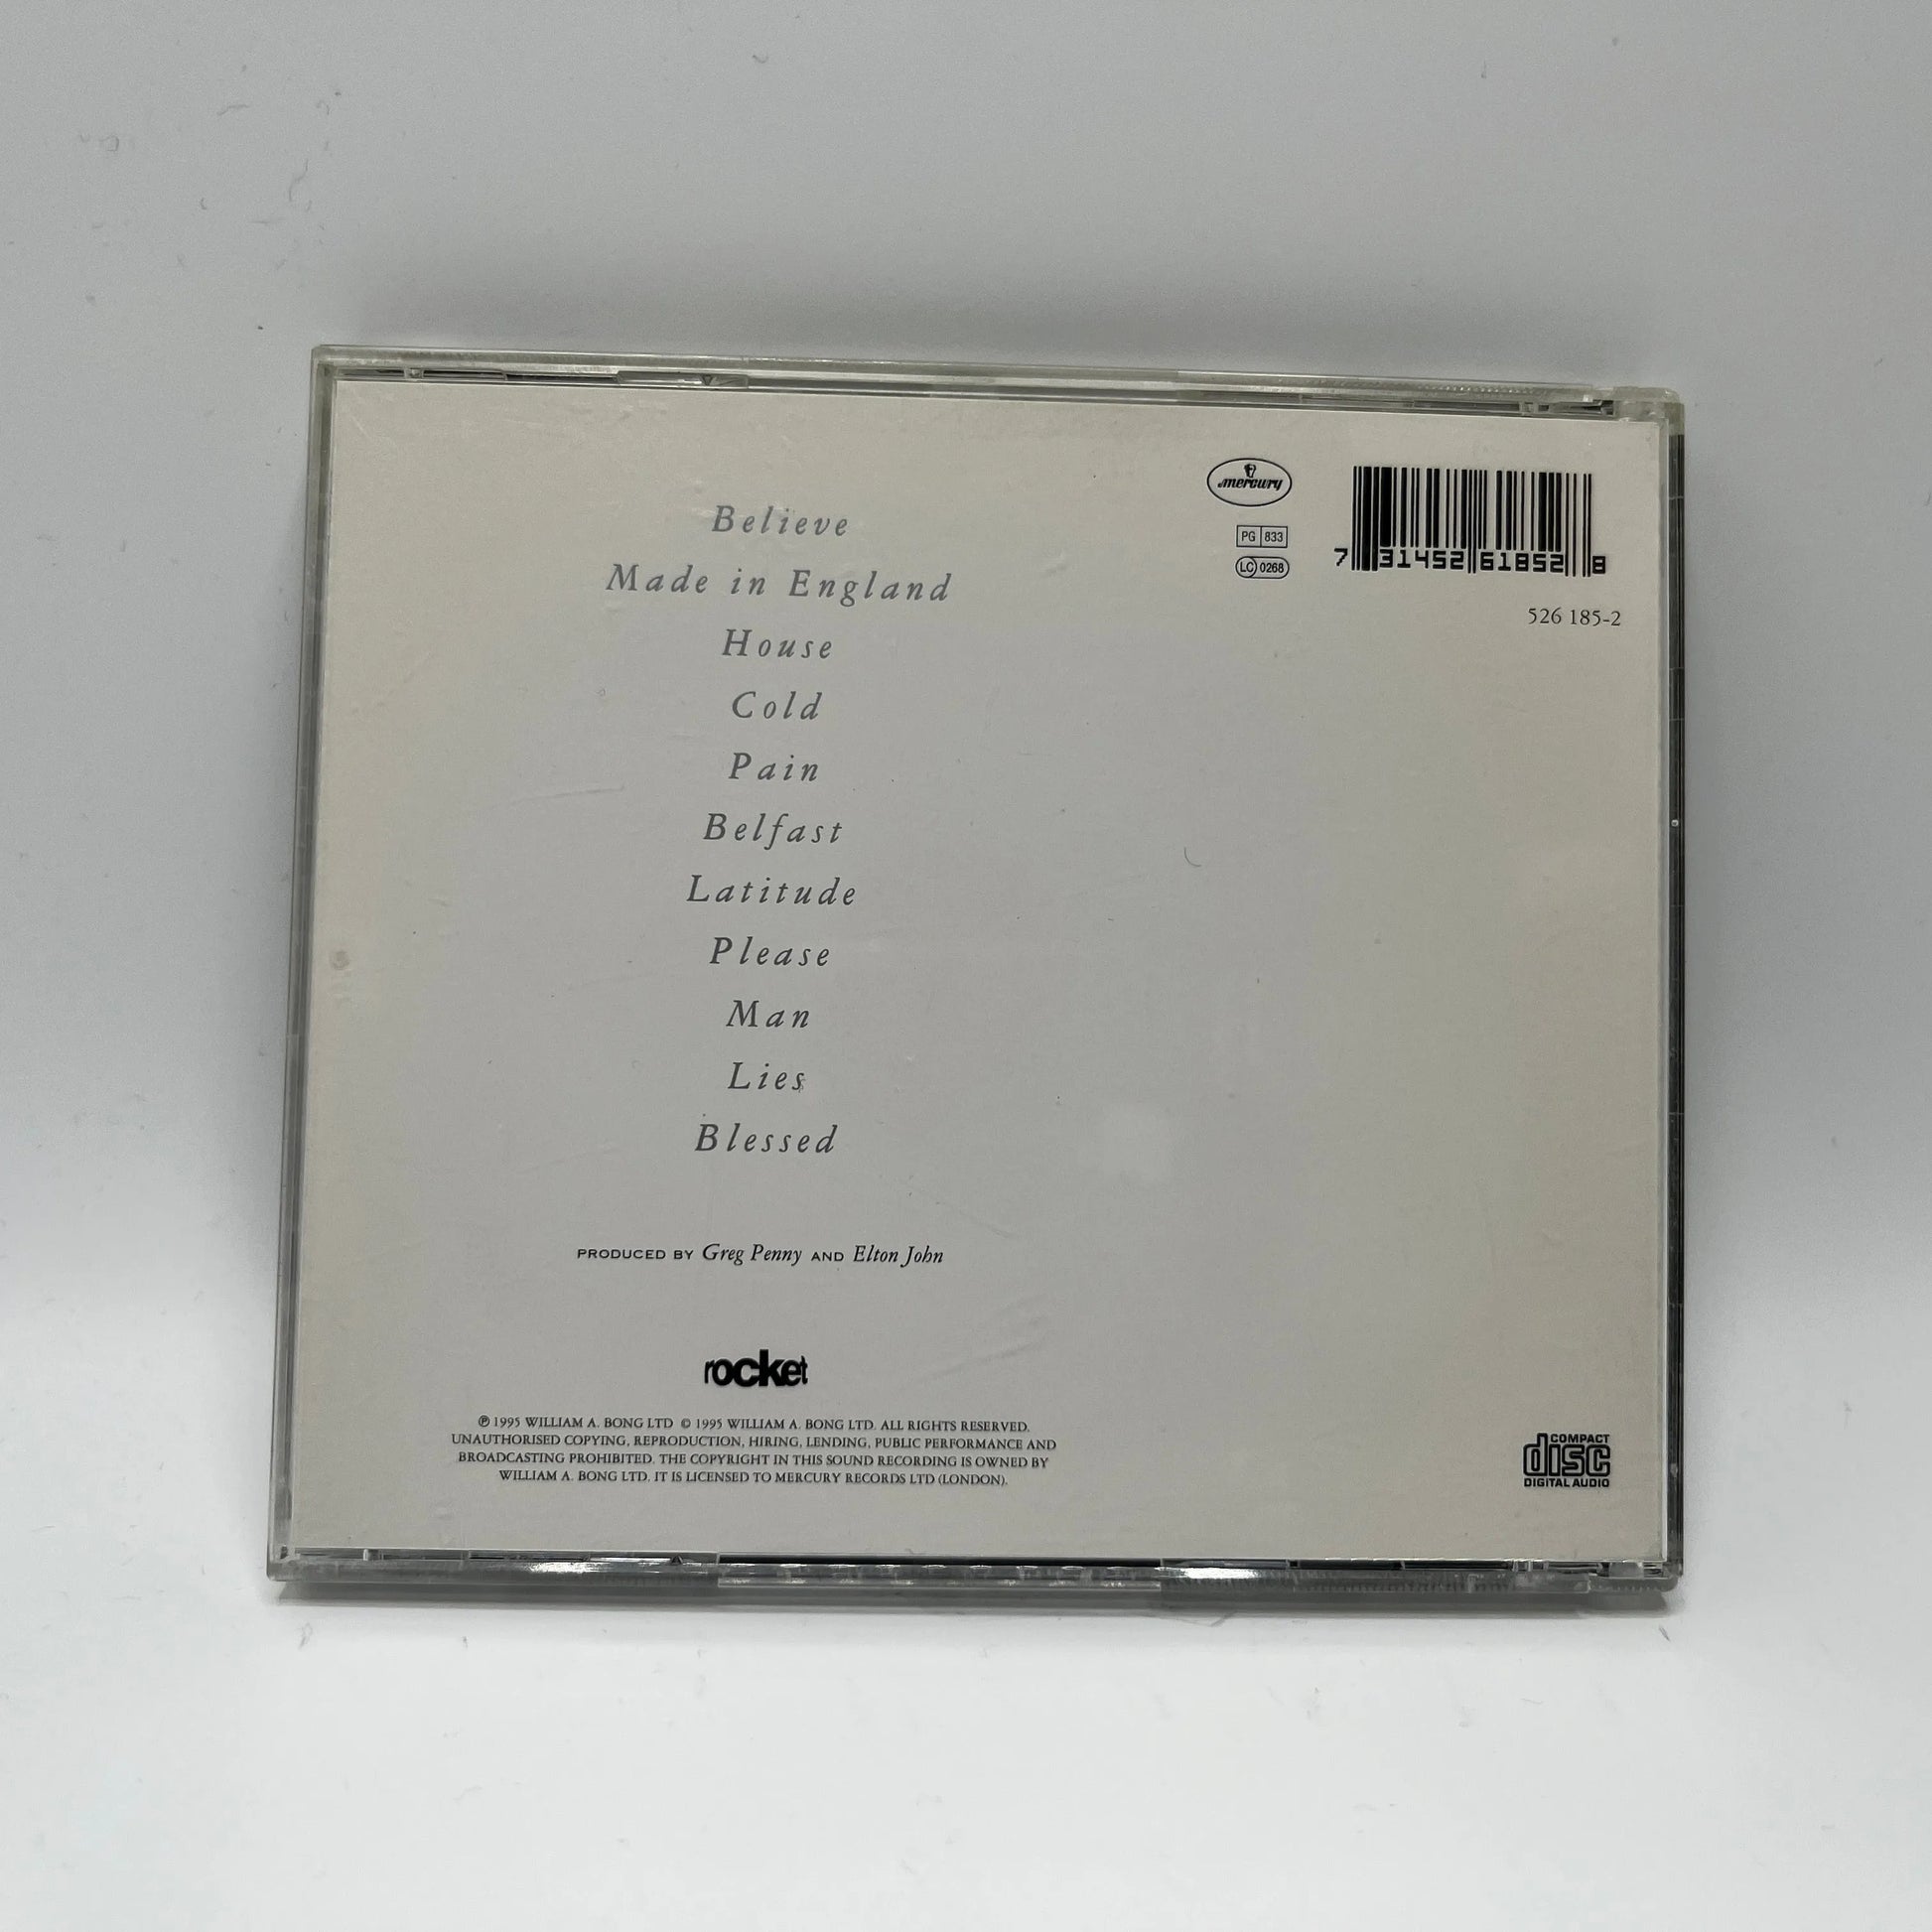 Believe
Made in England
House
Cold
Pain
Belfast
Latitude
Please
Man
Lies
Blessed
PRODUCED BY Greg Penny AND Elton John
rocket
℗ 1995 WILLIAM A. BONG LTD © 1995 WILLIAM A. BONG LTD. ALL RIGHTS RESERVED.
UNAUTHORISED COPYING, REPRODUCTION, HIRING, LENDING, PUBLIC PERFORMANCE AND
BROADCASTING PROHIBITED. THE COPYRIGHT IN THIS SOUND RECORDING IS OWNED BY
WILLIAM A. BONG LTD. IT IS LICENSED TO MERCURY RECORDS LTD (LONDON).
mercury
PG 833
LC 0268
7 31452 61852 8
526 185-2
COMPACT
disc
DIGITAL AUDIO